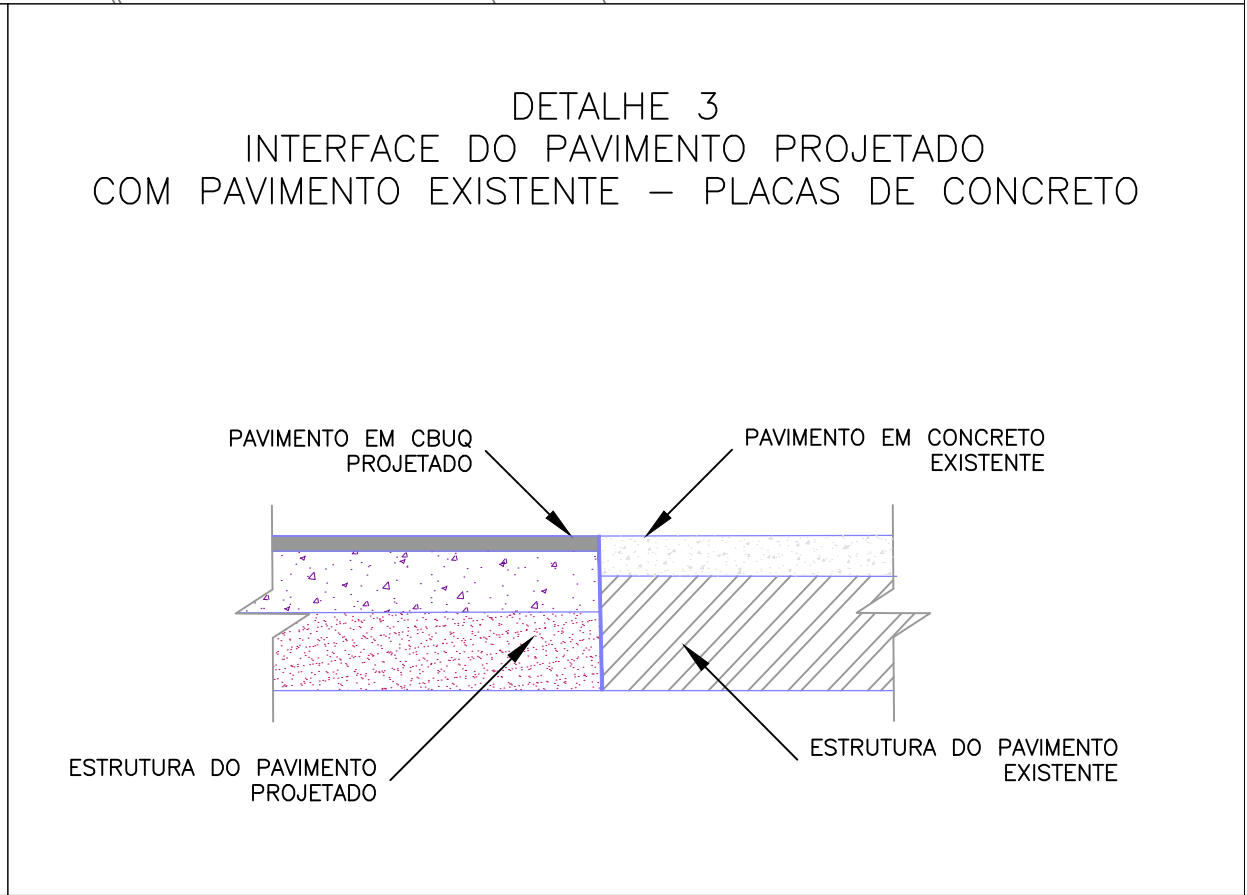 DETALHE 3
INTERFACE DO PAVIMENTO PROJETADO
COM PAVIMENTO EXISTENTE – PLACAS DE CONCRETO
PAVIMENTO EM CBUQ
PROJETADO
PAVIMENTO EM CONCRETO
EXISTENTE
ESTRUTURA DO PAVIMENTO
PROJETADO
ESTRUTURA DO PAVIMENTO
EXISTENTE